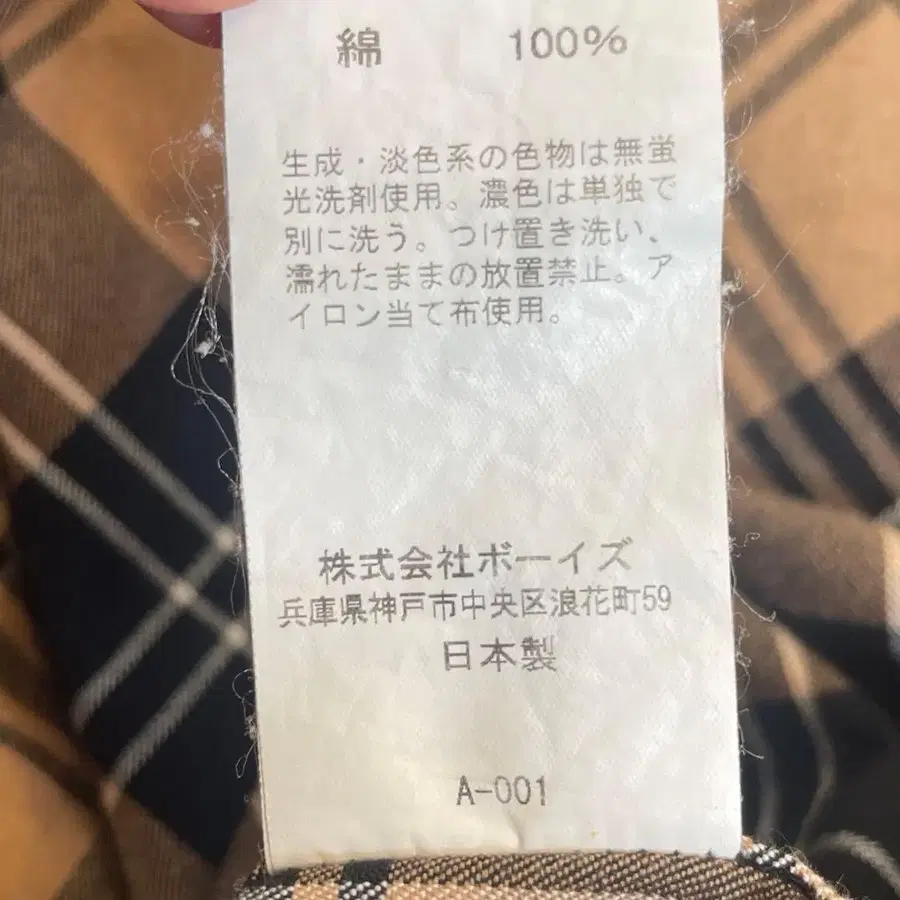 綿 100%
生成・淡色系の色物は無蛍
光洗剤使用。濃色は単独で
別に洗う。つけ置き洗い、
濡れたままの放置禁止。ア
イロン当て布使用。
株式会社ボーイズ
兵庫県神戸市中央区浪花町59
日本製
A-001